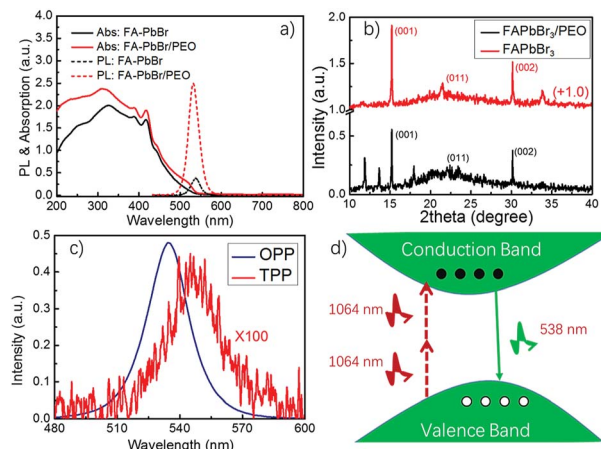 a)
Abs: FA-PbBr
Abs: FA-PbBr/PEO
PL: FA-PbBr
PL: FA-PbBr/PEO
PL & Absorption (a.u.)
4.0
3.5
3.0
2.5
2.0
1.5
1.0
0.5
0.0
200 300 400 500 600 700 800
Wavelength (nm)
b)
FAPbBr3/PEO
FAPbBr3
(001)
(011)
(002)
(+1.0)
(001)
(011)
(002)
Intensity (a.u.)
2.0
1.5
1.0
0.5
0.0
10 15 20 25 30 35 40
2theta (degree)
c)
OPP
TPP
X100
Intensity (a.u.)
0.5
0.4
0.3
0.2
0.1
0.0
480 510 540 570 600
Wavelength (nm)
d)
Conduction Band
1064 nm
538 nm
1064 nm
Valence Band